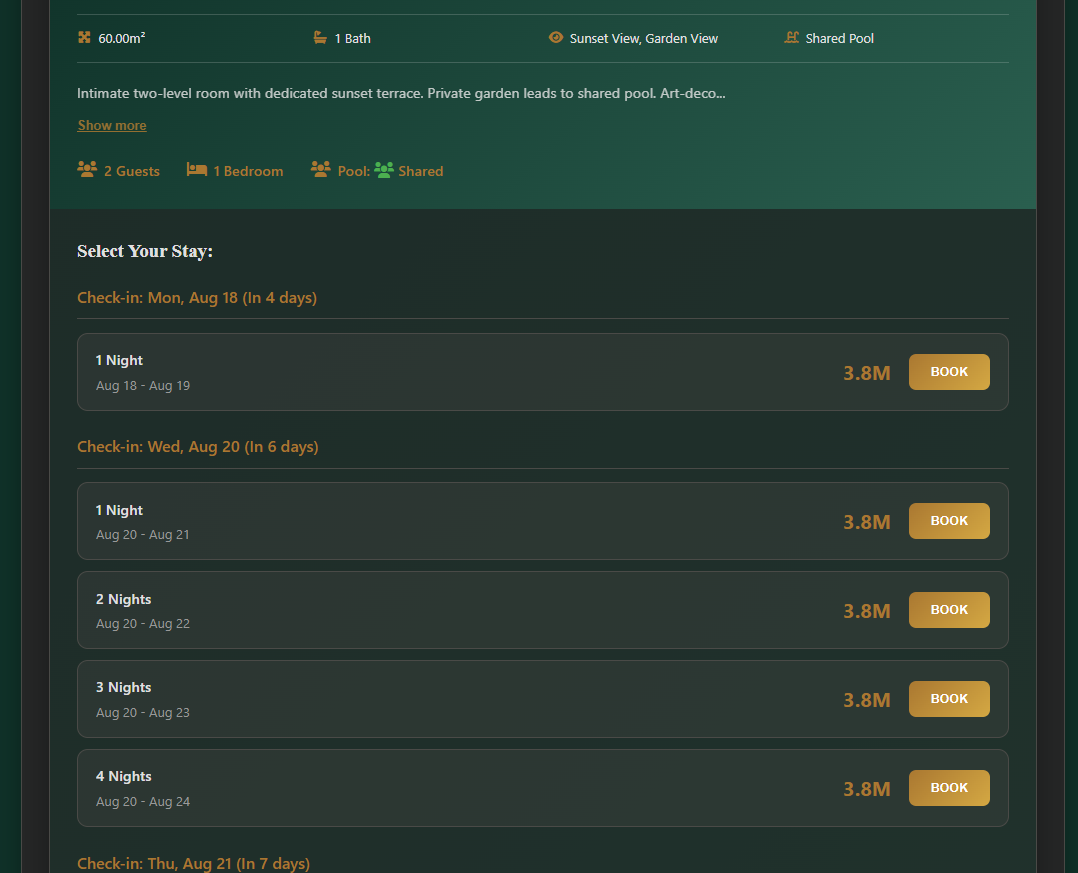 60.00m² 1 Bath Sunset View, Garden View Shared Pool
Intimate two-level room with dedicated sunset terrace. Private garden leads to shared pool. Art-deco...
Show more
2 Guests 1 Bedroom Pool: Shared
Select Your Stay:
Check-in: Mon, Aug 18 (In 4 days)
1 Night
Aug 18 - Aug 19
3.8M BOOK
Check-in: Wed, Aug 20 (In 6 days)
1 Night
Aug 20 - Aug 21
3.8M BOOK
2 Nights
Aug 20 - Aug 22
3.8M BOOK
3 Nights
Aug 20 - Aug 23
3.8M BOOK
4 Nights
Aug 20 - Aug 24
3.8M BOOK
Check-in: Thu, Aug 21 (In 7 days)